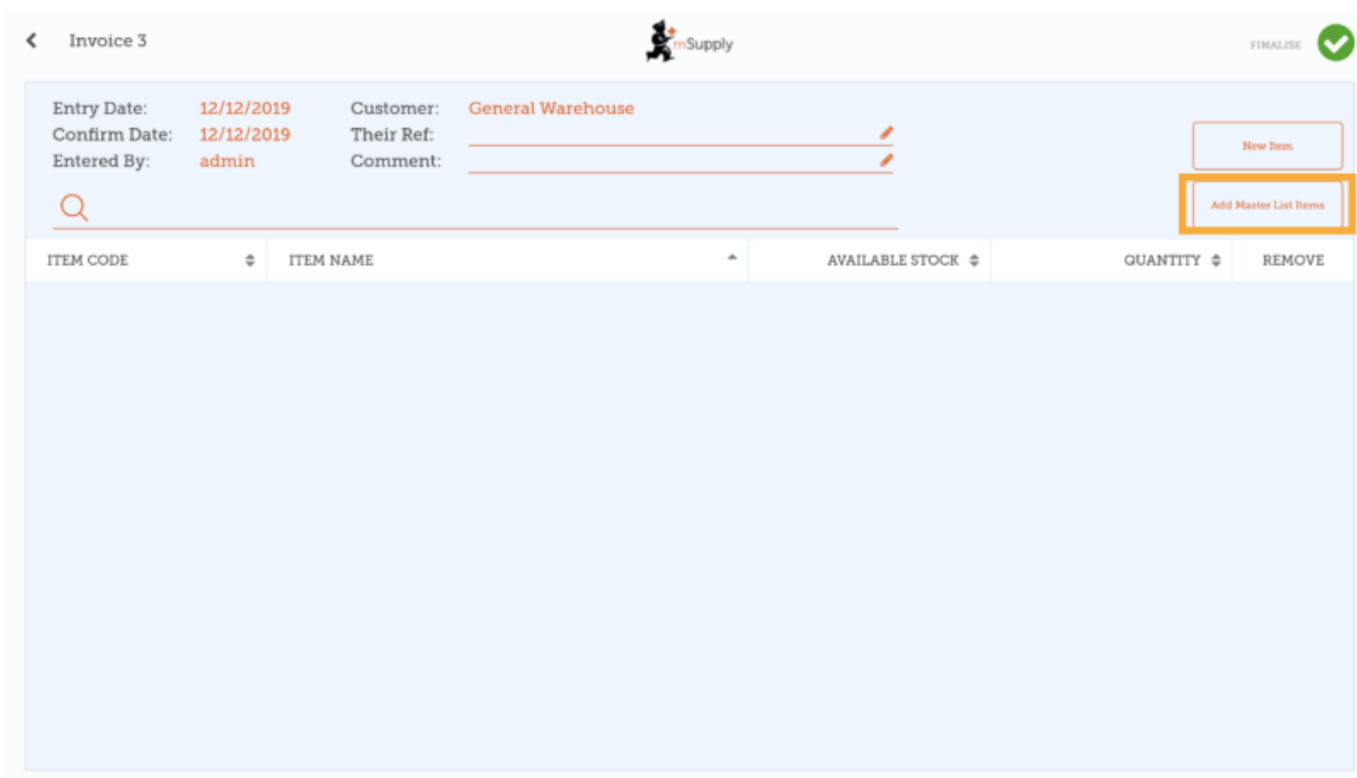 Invoice 3
mSupply
FINALISE
Entry Date: 12/12/2019 Customer: General Warehouse
Confirm Date: 12/12/2019 Their Ref:
Entered By: admin Comment:
New Item
Add Master List Items
ITEM CODE ITEM NAME AVAILABLE STOCK QUANTITY REMOVE